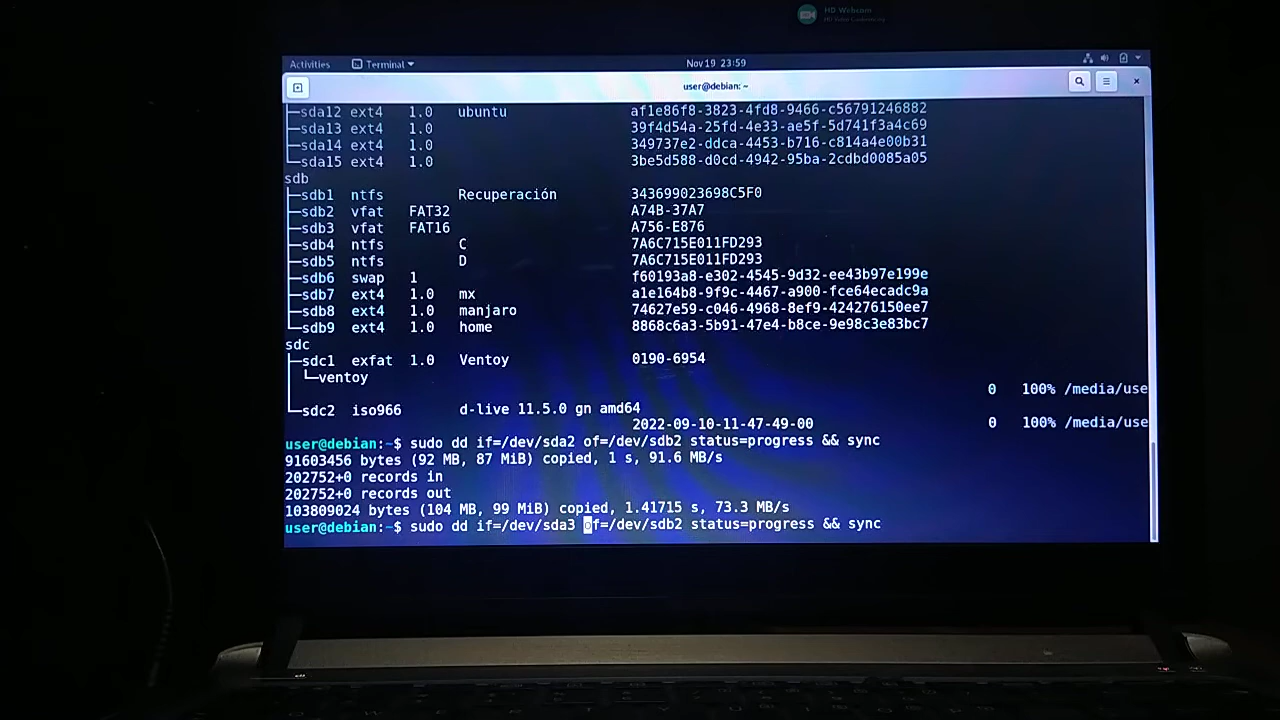 HD Webcam
Activities Terminal Nov 19 23:59
user@debian: ~
├─sda12 ext4 1.0 ubuntu af1e86f8-3823-4fd8-9466-c56791246882
├─sda13 ext4 1.0 39f4d54a-25fd-4e33-ae5f-5d741f3a4c69
├─sda14 ext4 1.0 349737e2-ddca-4453-b716-c814a4e00b31
└─sda15 ext4 1.0 3be5d588-d0cd-4942-95ba-2cdbd0085a05
sdb
├─sdb1 ntfs Recuperación 343699023698C5F0
├─sdb2 vfat FAT32 A74B-37A7
├─sdb3 vfat FAT16 A756-E876
├─sdb4 ntfs C 7A6C715E011FD293
├─sdb5 ntfs D 7A6C715E011FD293
├─sdb6 swap 1 f60193a8-e302-4545-9d32-ee43b97e199e
├─sdb7 ext4 1.0 mx a1e164b8-9f9c-4467-a900-fce64ecadc9a
├─sdb8 ext4 1.0 manjaro 74627e59-c046-4968-8ef9-424276150ee7
└─sdb9 ext4 1.0 home 8868c6a3-5b91-47e4-b8ce-9e98c3e83bc7
sdc
├─sdc1 exfat 1.0 Ventoy 0190-6954
│ └─ventoy
0 100% /media/use
└─sdc2 iso966 d-live 11.5.0 gn amd64
2022-09-10-11-47-49-00 0 100% /media/use
user@debian:~$ sudo dd if=/dev/sda2 of=/dev/sdb2 status=progress && sync
91603456 bytes (92 MB, 87 MiB) copied, 1 s, 91.6 MB/s
202752+0 records in
202752+0 records out
103809024 bytes (104 MB, 99 MiB) copied, 1.41715 s, 73.3 MB/s
user@debian:~$ sudo dd if=/dev/sda3 of=/dev/sdb2 status=progress && sync